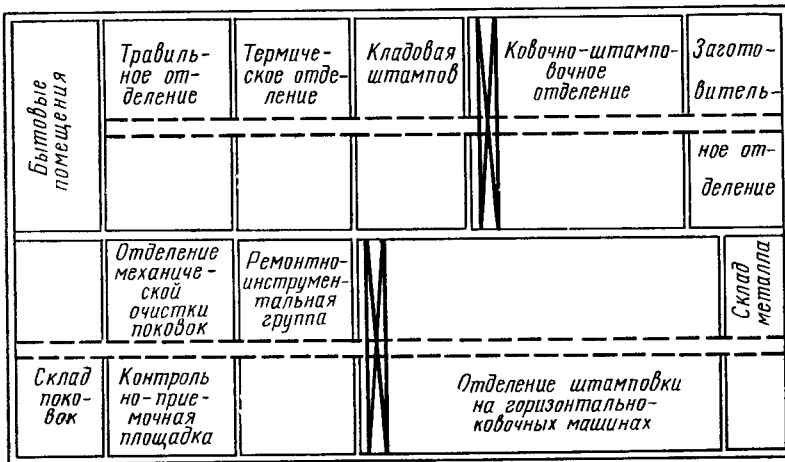 Бытовые
помещения
Травиль-
ное от-
деление
Термиче-
ское отде-
ление
Кладовая
штампов
Ковочно-штампо-
вочное
отделение
Загото-
витель-
ное от-
деление
Отделение
механиче-
ской
очистки
поковок
Ремонтно-
инструмен-
тальная
группа
Склад
металла
Склад
поко-
вок
Контроль
но-прие-
мочная
площадка
Отделение штамповки
на горизонтально-
ковочных машинах